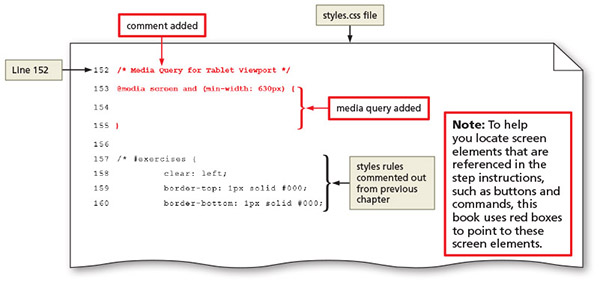 styles.css file
comment added
Line 152
152 /* Media Query for Tablet Viewport */
153 @media screen and (min-width: 630px) {
154
155 }
media query added
156
157 /* #exercises {
158 clear: left;
159 border-top: 1px solid #000;
160 border-bottom: 1px solid #000;
styles rules
commented out
from previous
chapter
Note: To help
you locate screen
elements that are
referenced in the
step instructions,
such as buttons and
commands, this
book uses red boxes
to point to these
screen elements.